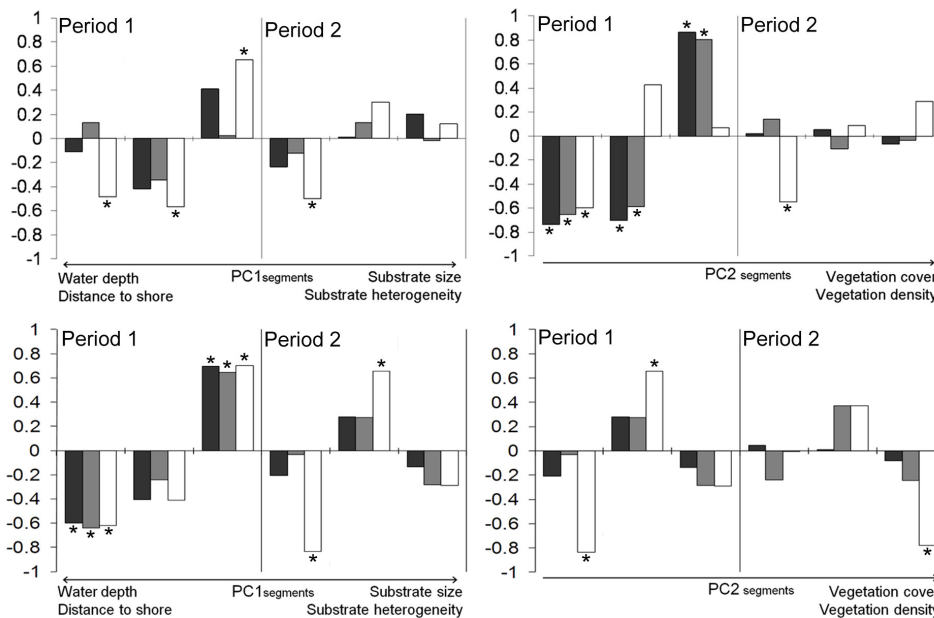 Period 1 Period 2
1
0.8
0.6
0.4
0.2
0
-0.2
-0.4
-0.6
-0.8
-1
* * * *
Water depth PC1segments Substrate size
Distance to shore Substrate heterogeneity
Period 1 Period 2
1
0.8
0.6
0.4
0.2
0
-0.2
-0.4
-0.6
-0.8
-1
* * * * * * * *
PC2 segments Vegetation cover
Vegetation density
Period 1 Period 2
1
0.8
0.6
0.4
0.2
0
-0.2
-0.4
-0.6
-0.8
-1
* * * * * * * *
Water depth PC1segments Substrate size
Distance to shore Substrate heterogeneity
Period 1 Period 2
1
0.8
0.6
0.4
0.2
0
-0.2
-0.4
-0.6
-0.8
-1
* * *
PC2 segments Vegetation cove
Vegetation density